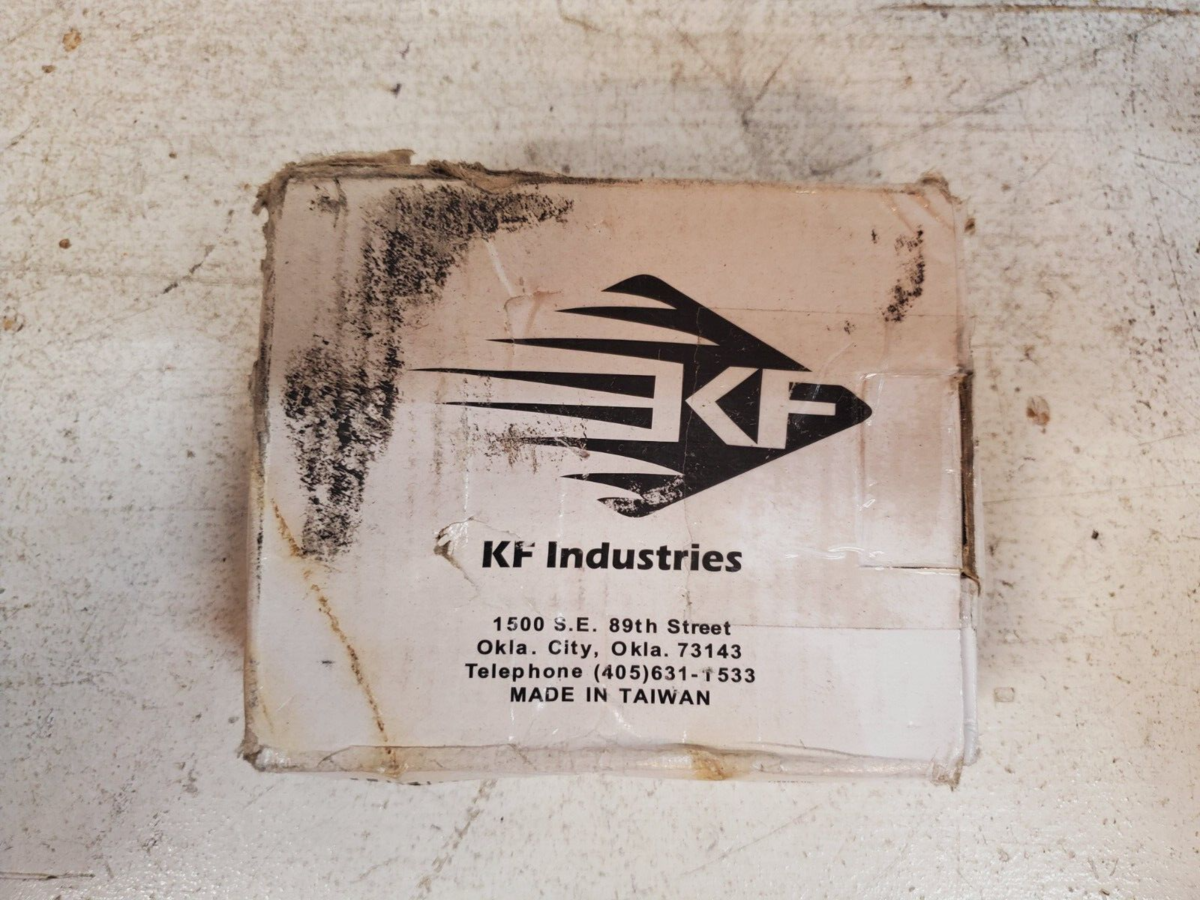 KF
KF Industries
1500 S.E. 89th Street
Okla. City, Okla. 73143
Telephone (405)631-1533
MADE IN TAIWAN